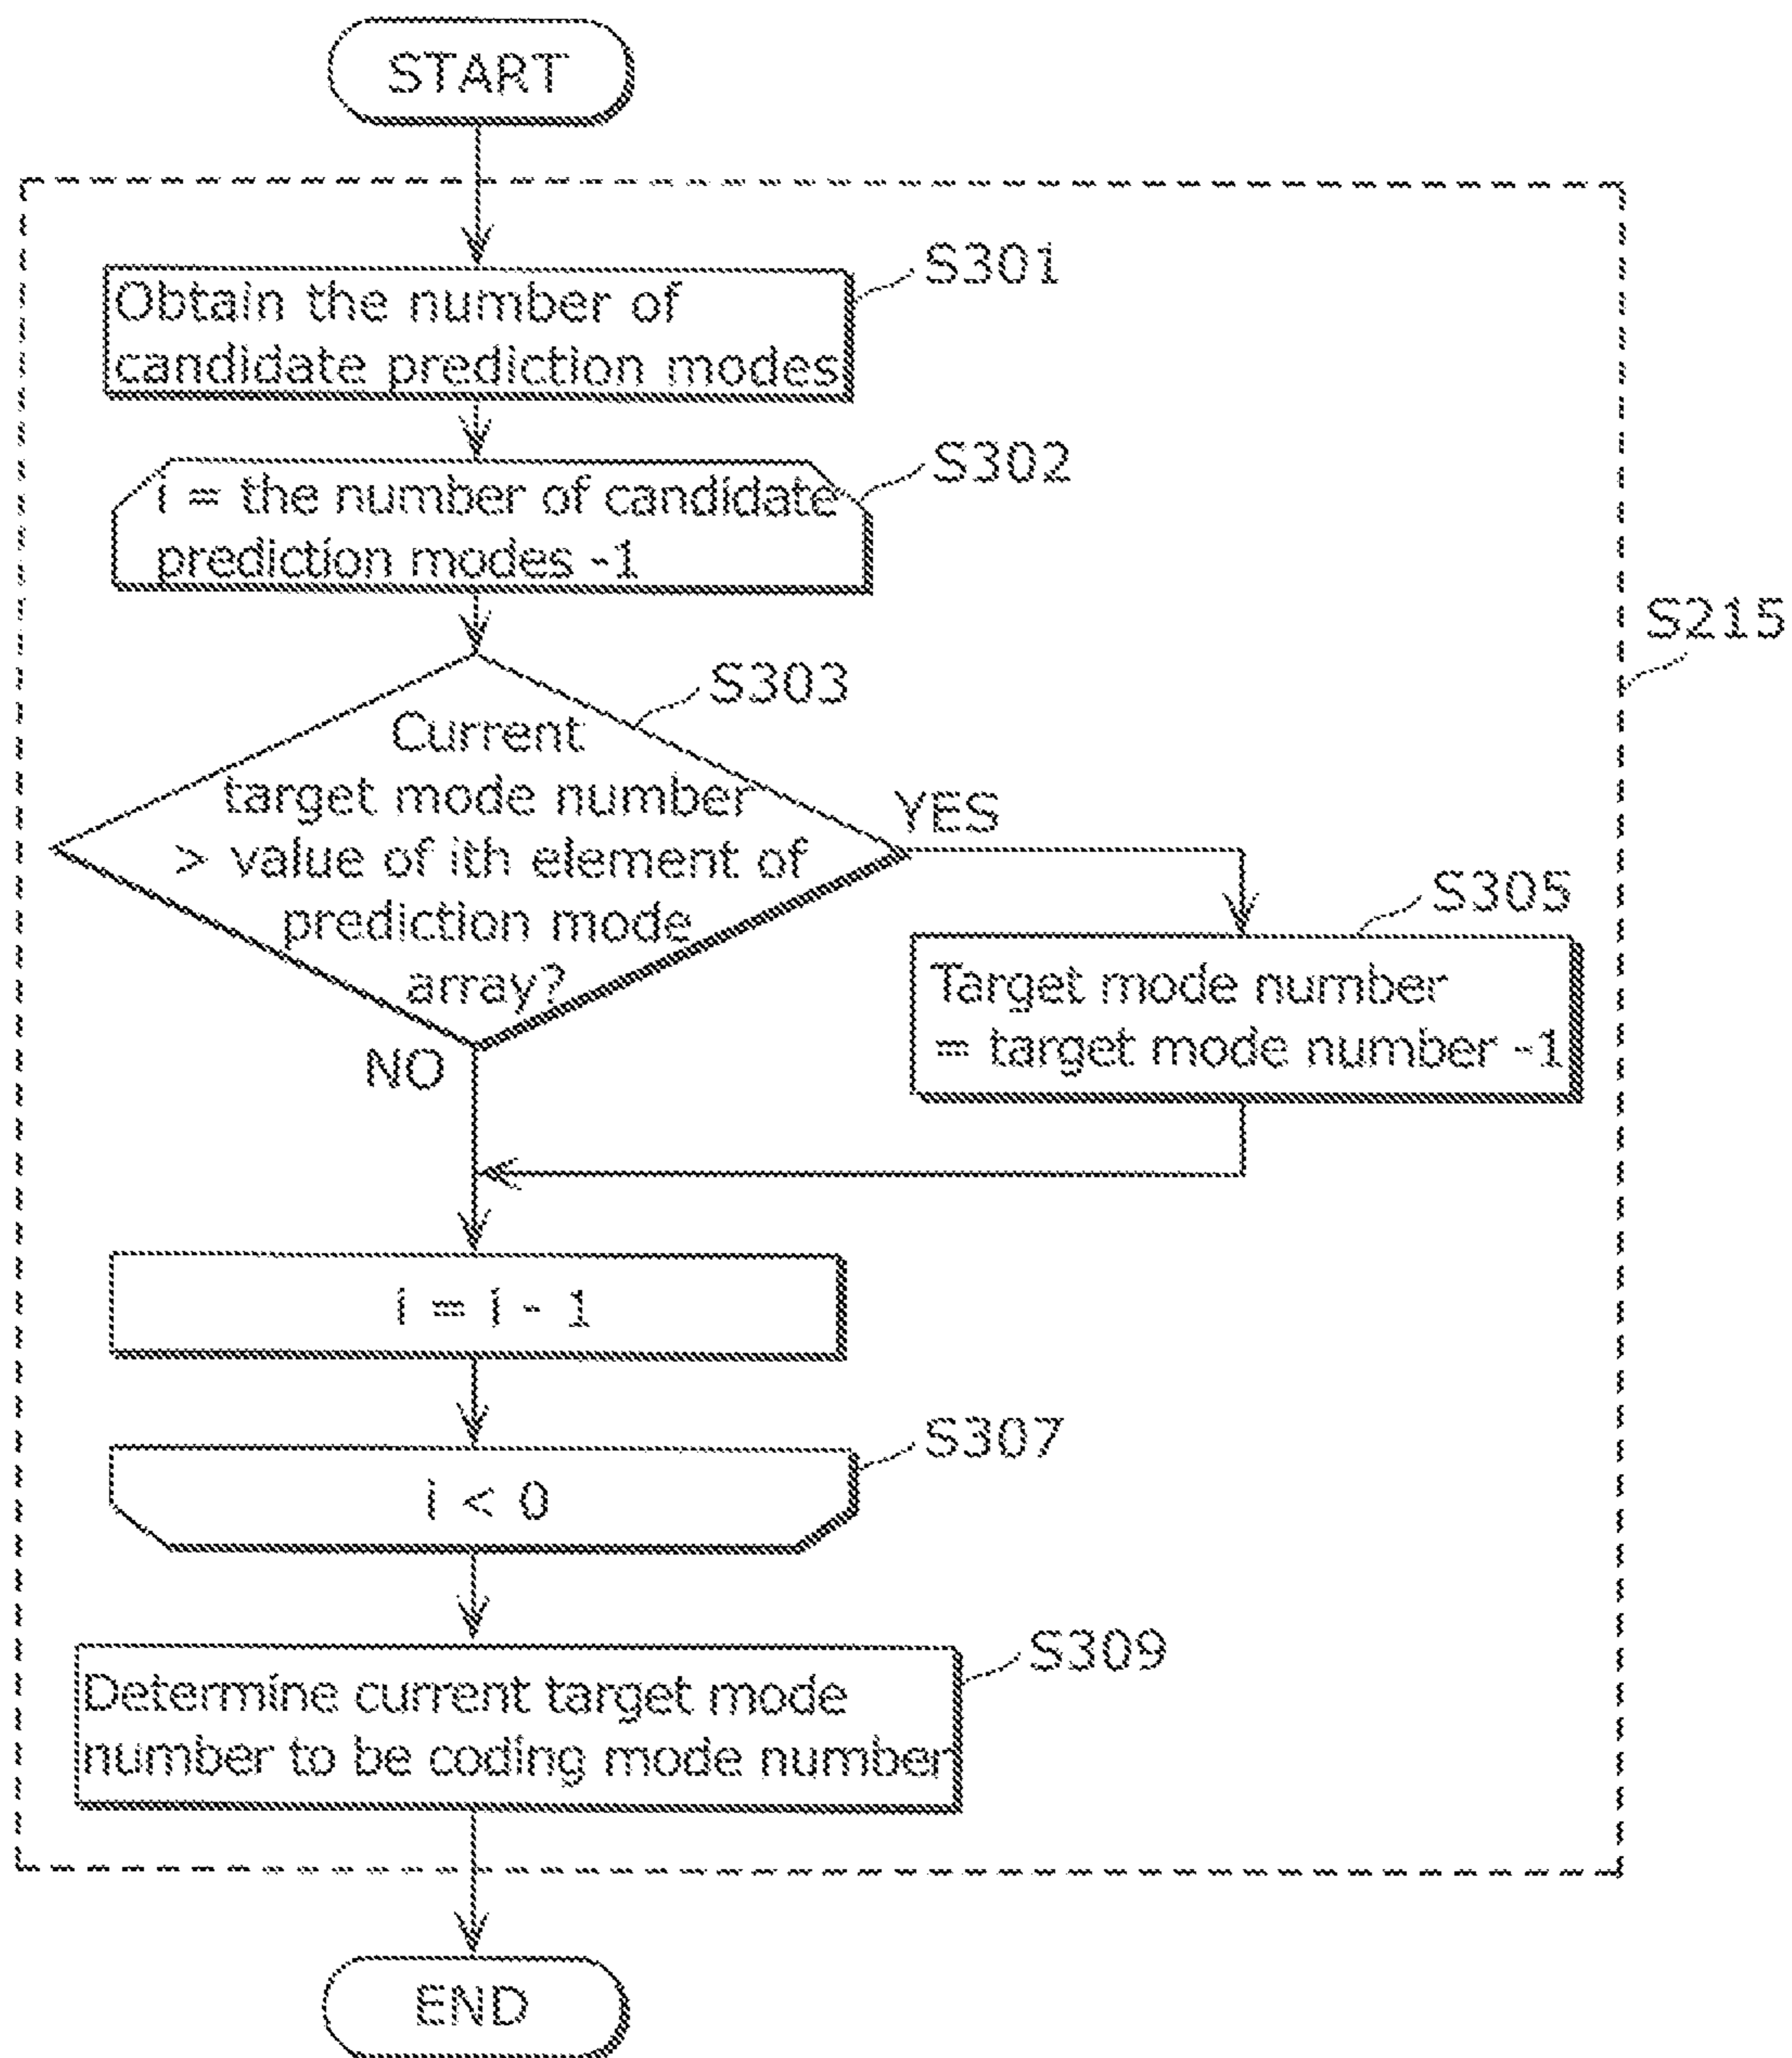 START
S301
Obtain the number of
candidate prediction modes
S302
i = the number of candidate
prediction modes -1
S215
S303
Current
target mode number
> value of ith element of
prediction mode
array?
YES
NO
S305
Target mode number
= target mode number -1
i = i - 1
S307
i < 0
S309
Determine current target mode
number to be coding mode number
END